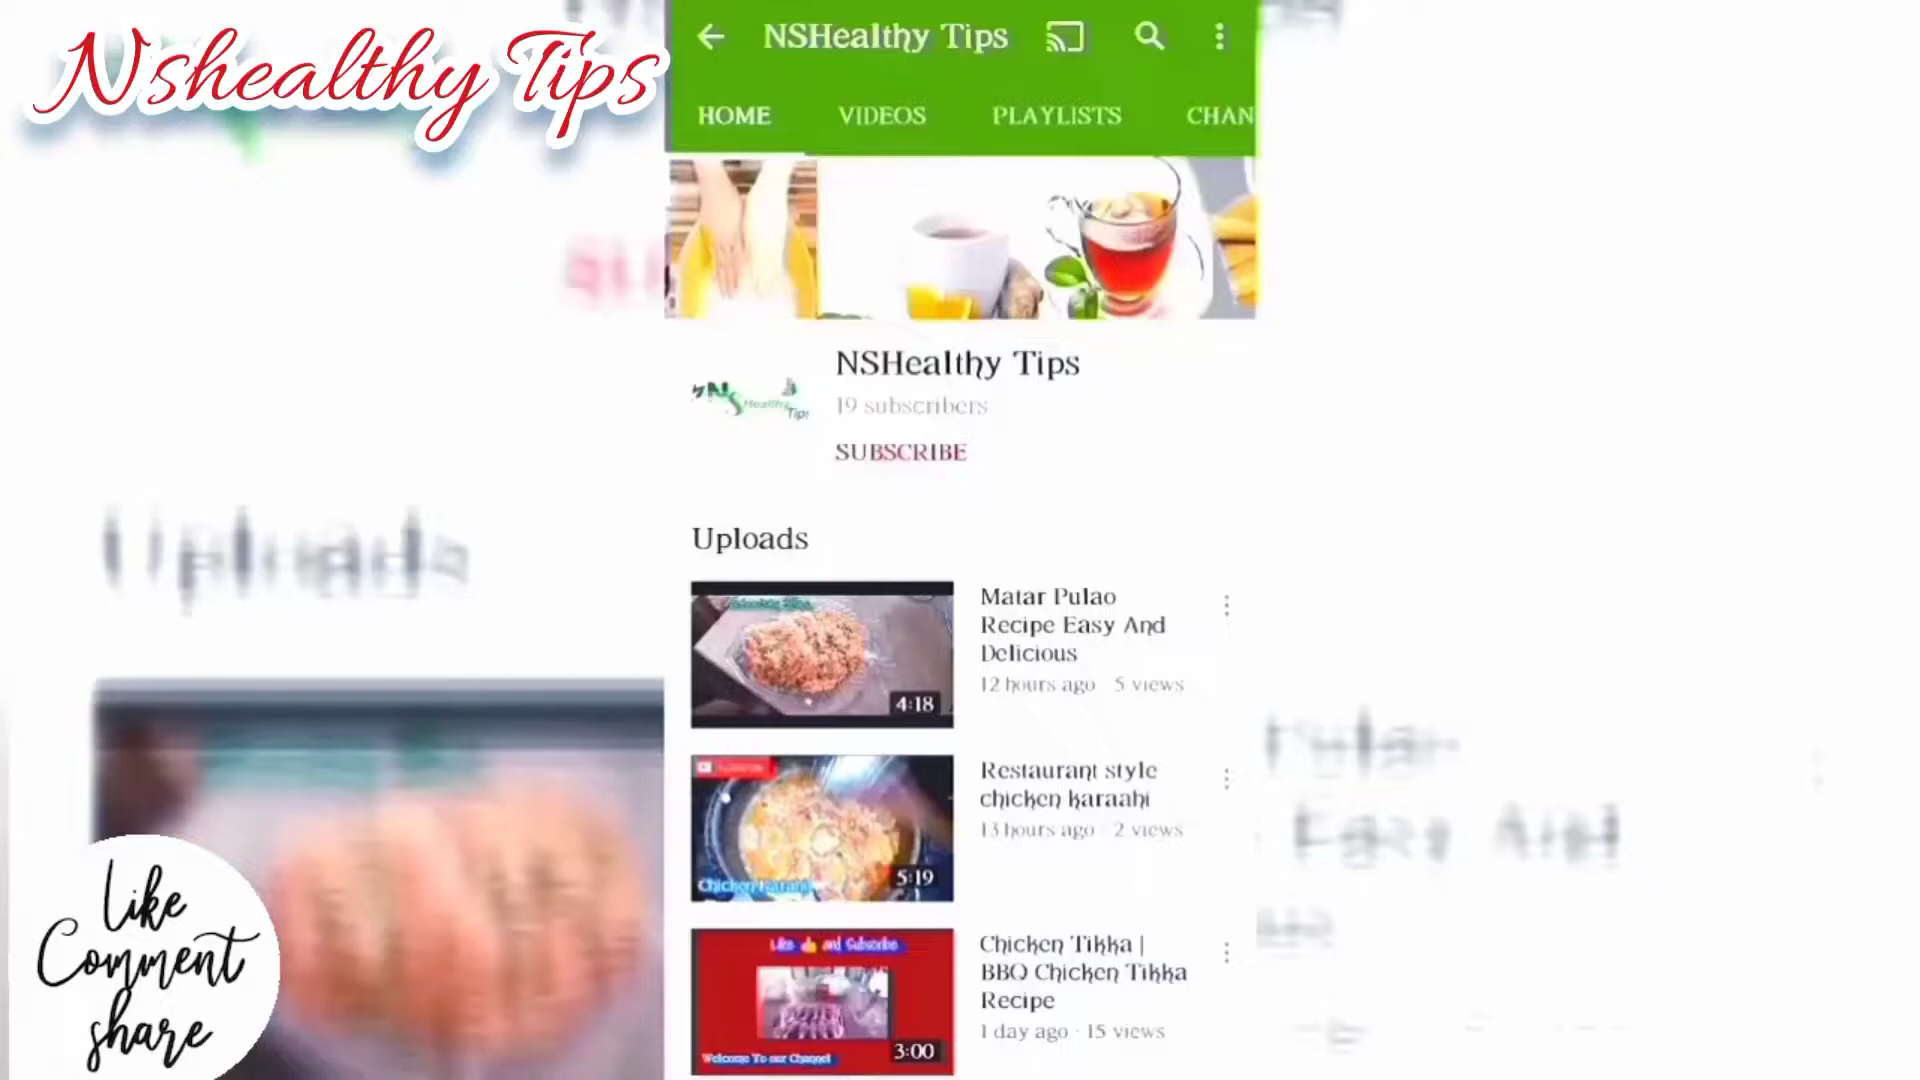 Nshealthy Tips
NSHealthy Tips
HOME VIDEOS PLAYLISTS CHAN
NSHealthy Tips
19 subscribers
SUBSCRIBE
Uploads
Uploads
Matar Pulao
Recipe Easy And
Delicious
12 hours ago · 5 views
4:18
Restaurant style
chicken karaahi
13 hours ago · 2 views
Chicken Karahi
5:19
Like 👍 and Subscribe
Chicken Tikka |
BBQ Chicken Tikka
Recipe
1 day ago · 15 views
Welcome To our Channel
3:00
Like
Comment
share